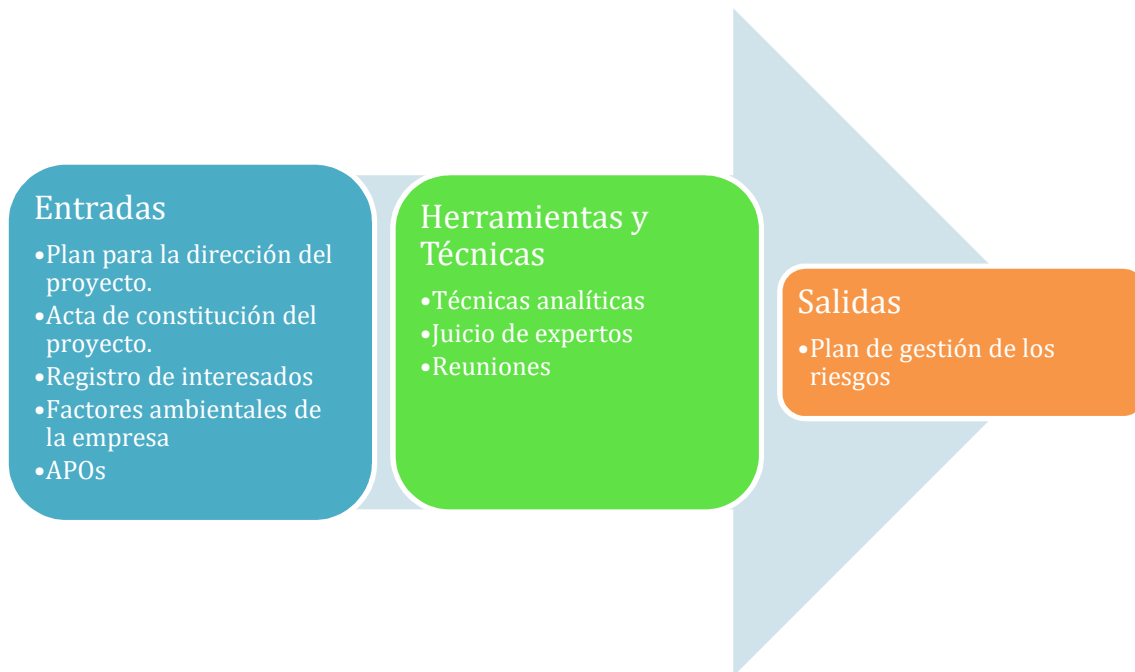 Entradas
•Plan para la dirección del
proyecto.
•Acta de constitución del
proyecto.
•Registro de interesados
•Factores ambientales de
la empresa
•APOs
Herramientas y
Técnicas
•Técnicas analíticas
•Juicio de expertos
•Reuniones
Salidas
•Plan de gestión de los
riesgos